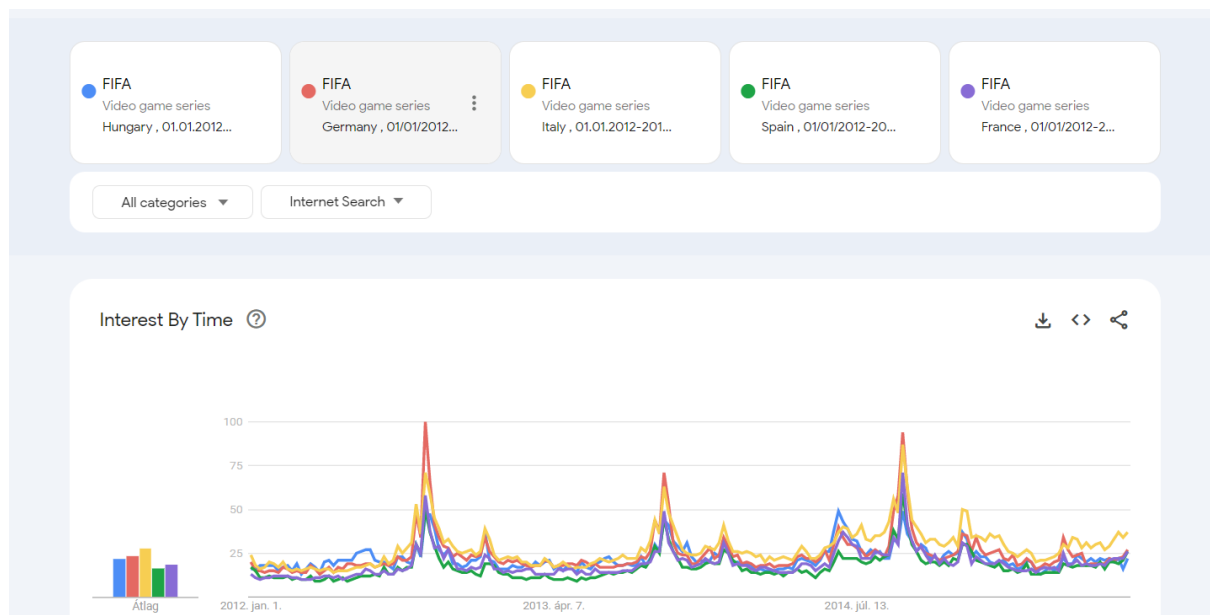 FIFA
Video game series
Hungary , 01.01.2012...
FIFA
Video game series
Germany , 01/01/2012...
FIFA
Video game series
Italy , 01.01.2012-201...
FIFA
Video game series
Spain , 01/01/2012-20...
FIFA
Video game series
France , 01/01/2012-2...
All categories
Internet Search
Interest By Time
100
75
50
25
Átlag
2012. jan. 1.
2013. ápr. 7.
2014. júl. 13.